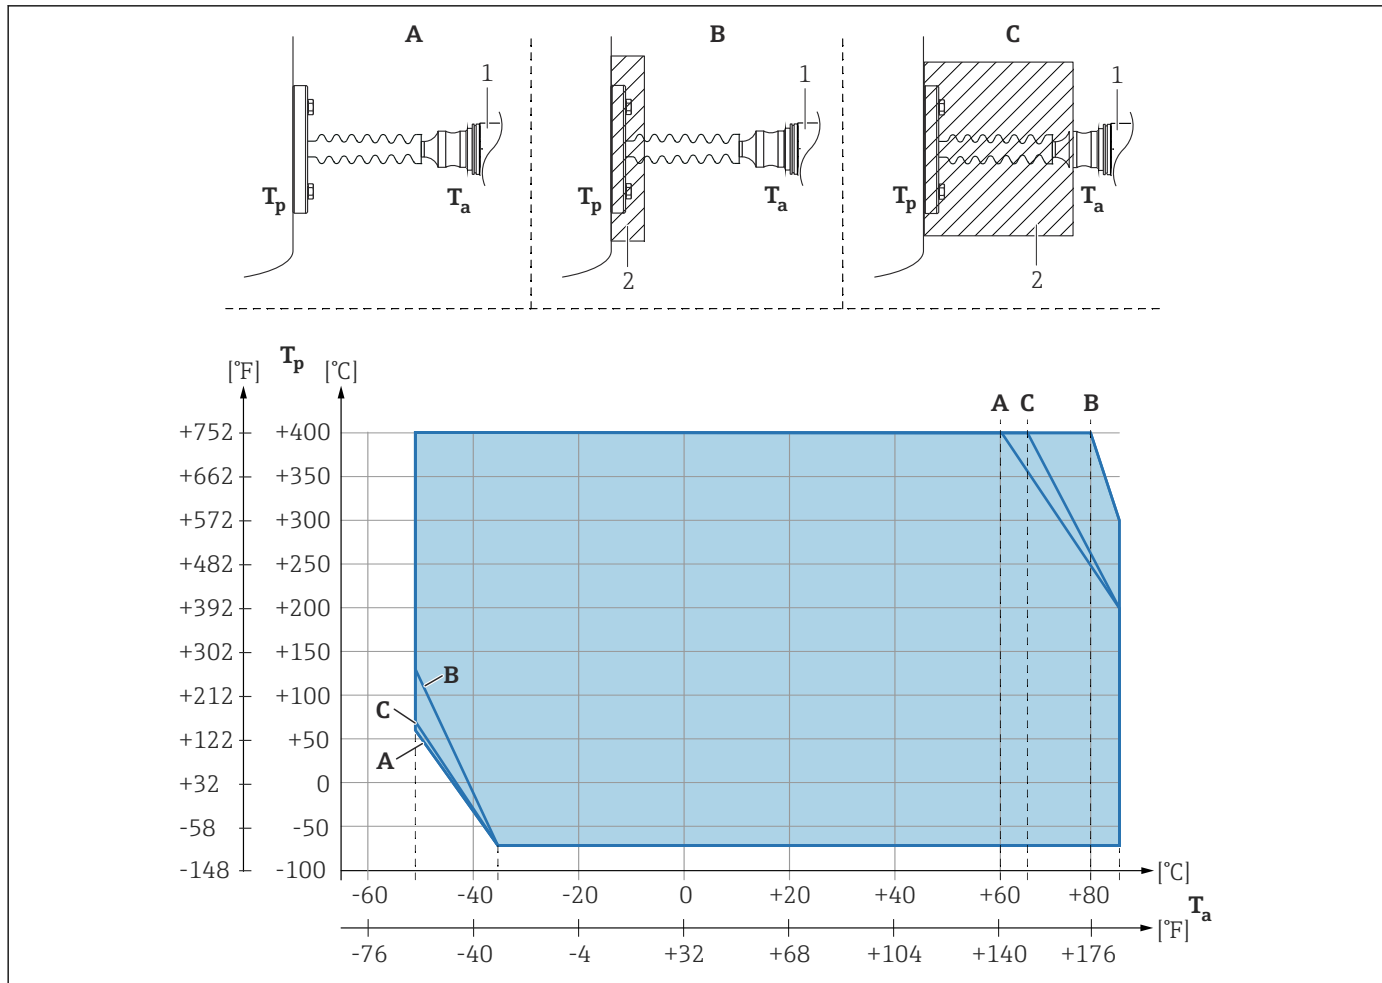 A B C
1 1 1
Tp Ta Tp Ta Tp Ta
2 2
Tp
[°F] [°C]
A C B
+752 +400
+662 +350
+572 +300
+482 +250
+392 +200
+302 +150
+212 +100
B
C
+122 +50
A
+32 0
-58 -50
-148 -100
[°C]
-60 -40 -20 0 +20 +40 +60 +80
Ta
[°F]
-76 -40 -4 +32 +68 +104 +140 +176